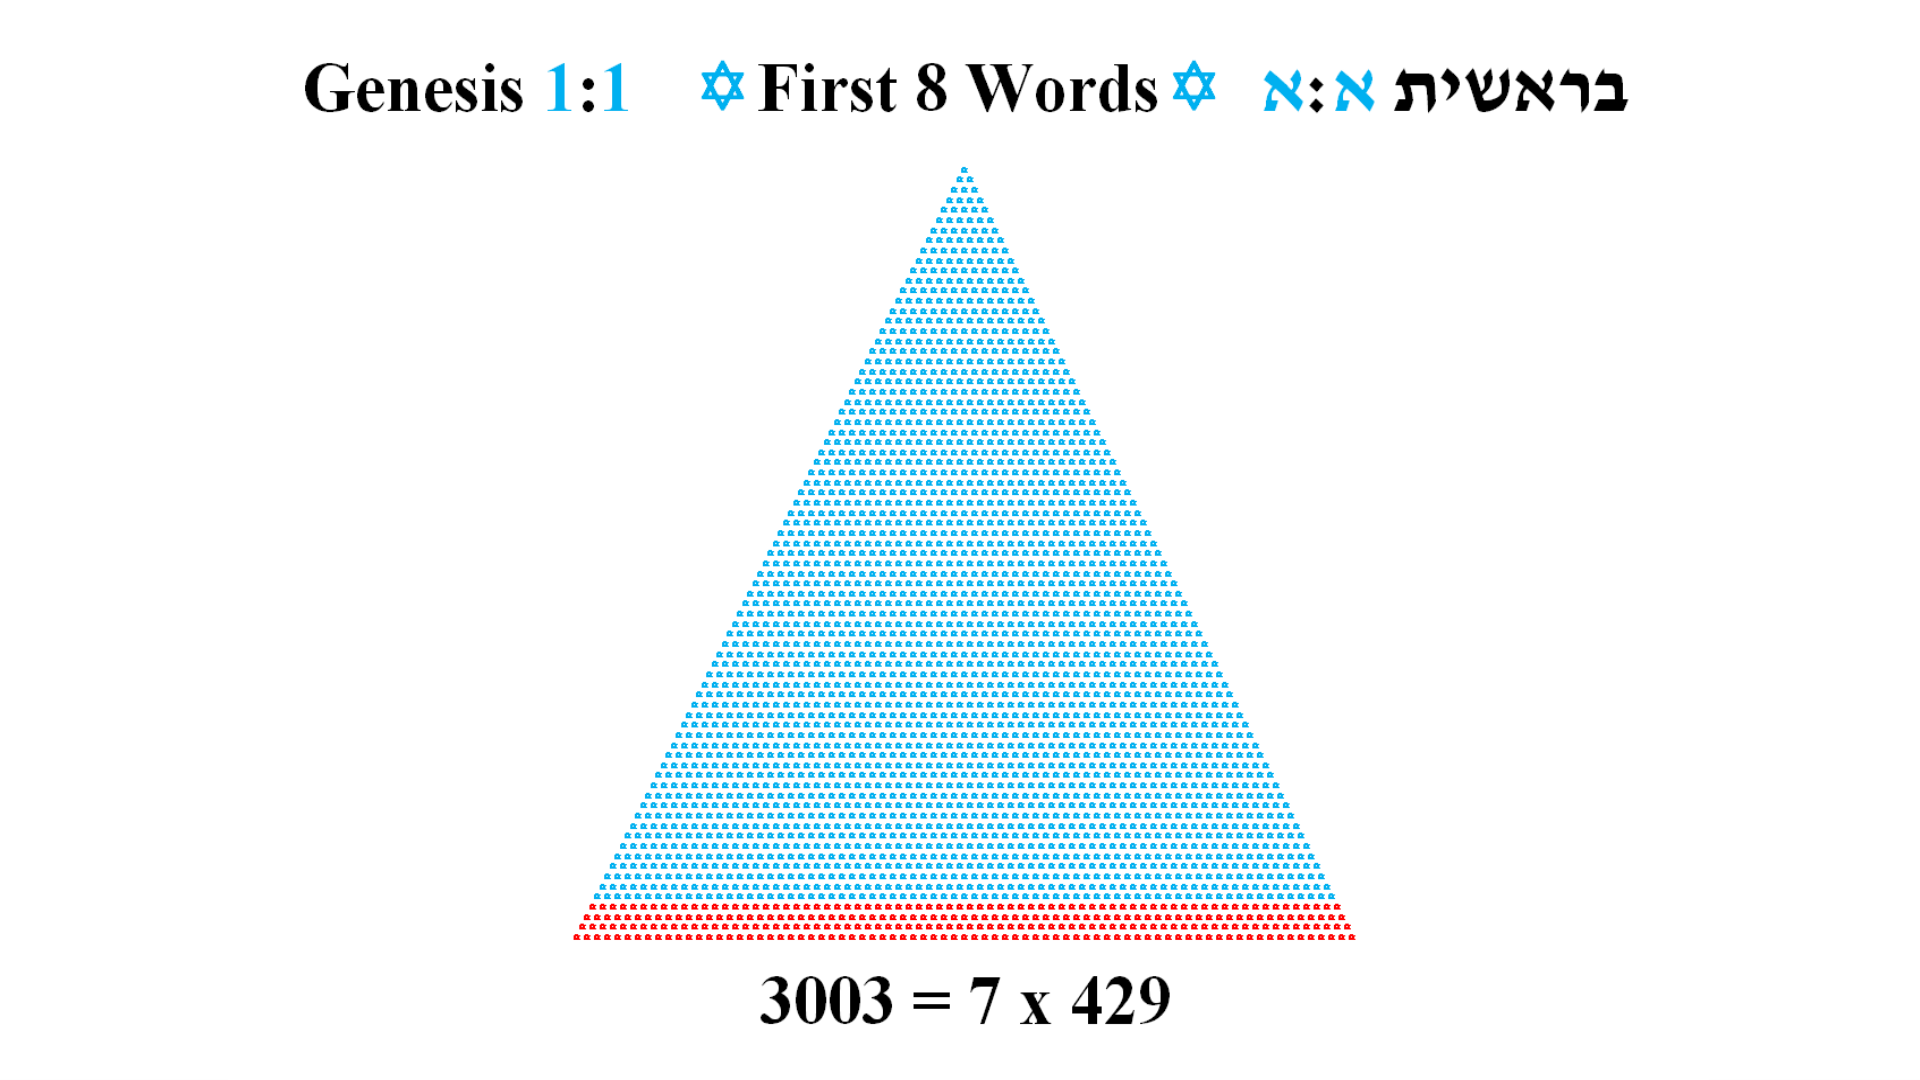 Genesis 1:1 ✡ First 8 Words ✡ בראשית א:א
3003 = 7 x 429